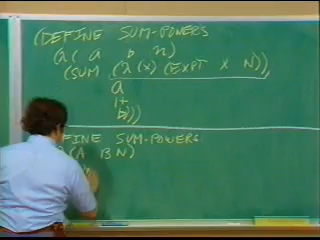 (DEFINE SUM-POWERS
(λ ( a b n)
(SUM (λ (x) (EXPT X N))
a
1+
b)))
FINE SUM-POWERS
(A B N)